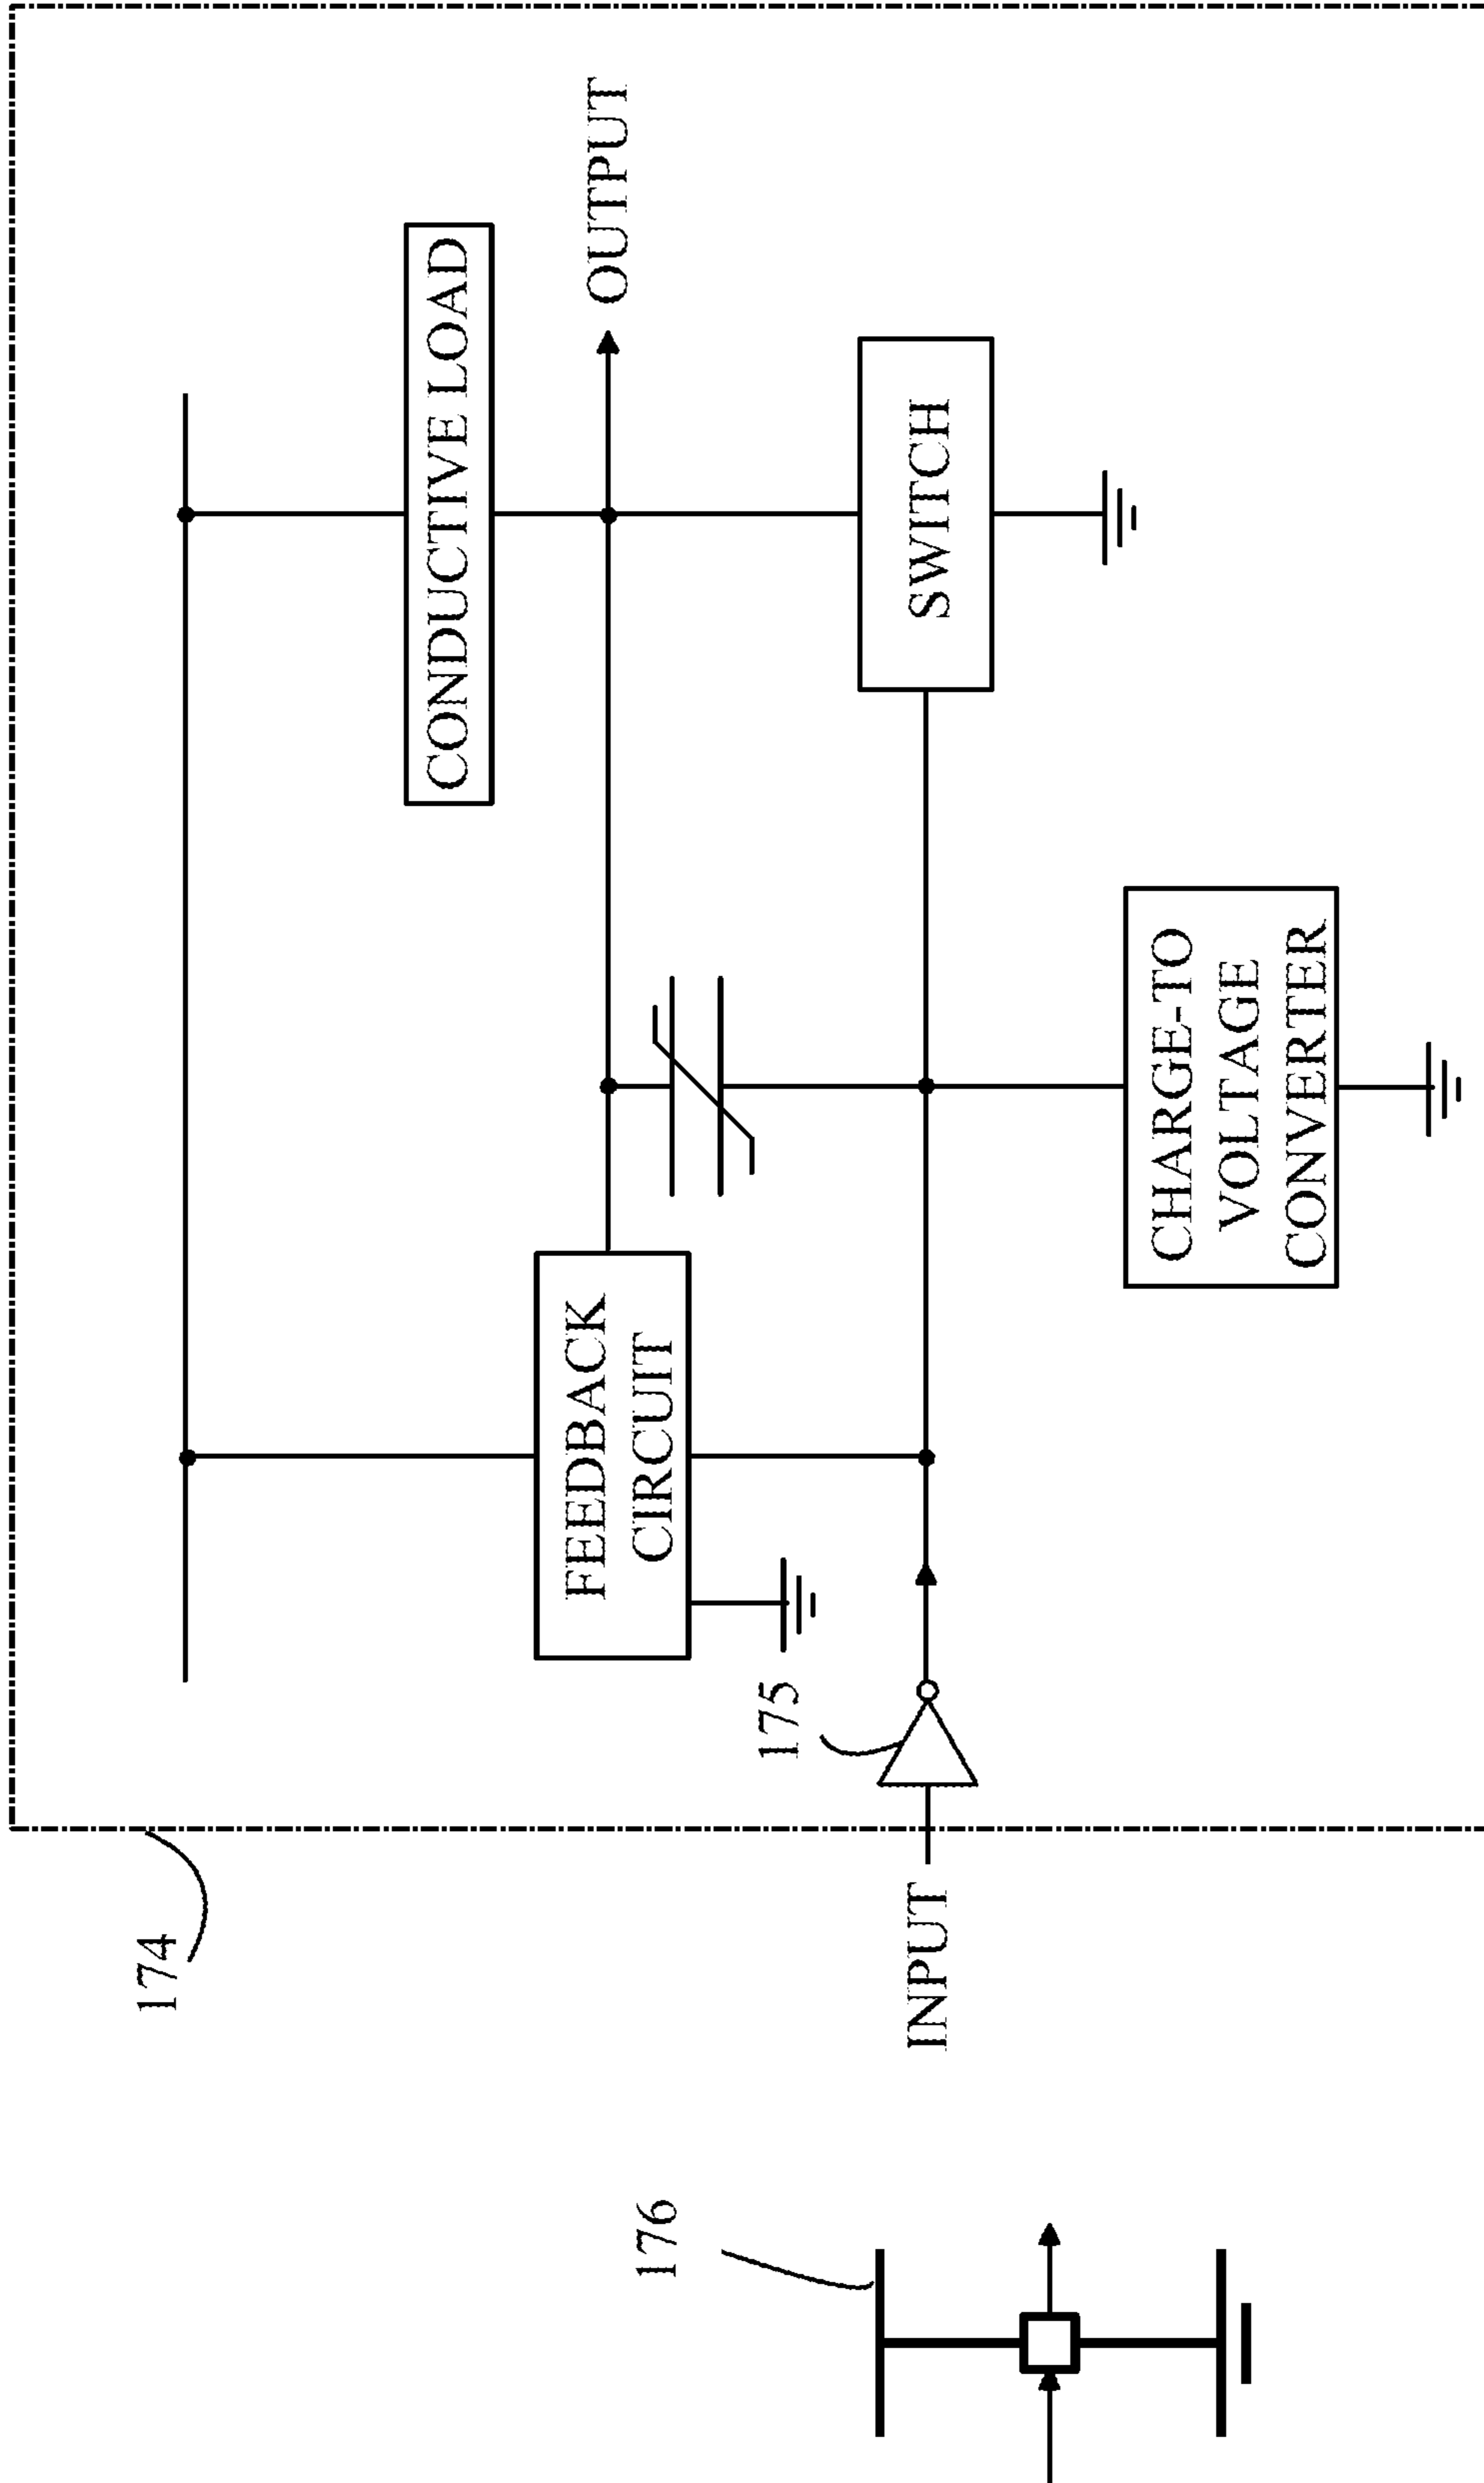 174
176
CONDUCTIVE LOAD
FEEDBACK
CIRCUIT
OUTPUT
175
INPUT
SWITCH
CHARGE-TO
VOLTAGE
CONVERTER